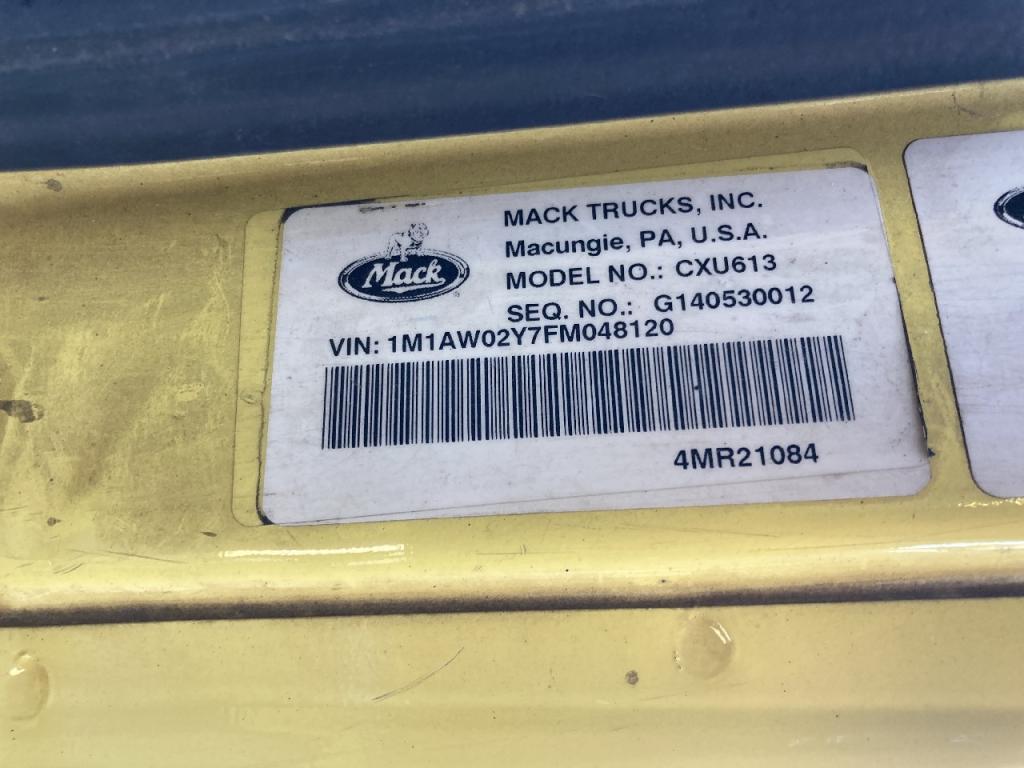 Mack
MACK TRUCKS, INC.
Macungie, PA, U.S.A.
MODEL NO.: CXU613
SEQ. NO.: G140530012
VIN: 1M1AW02Y7FM048120
4MR21084